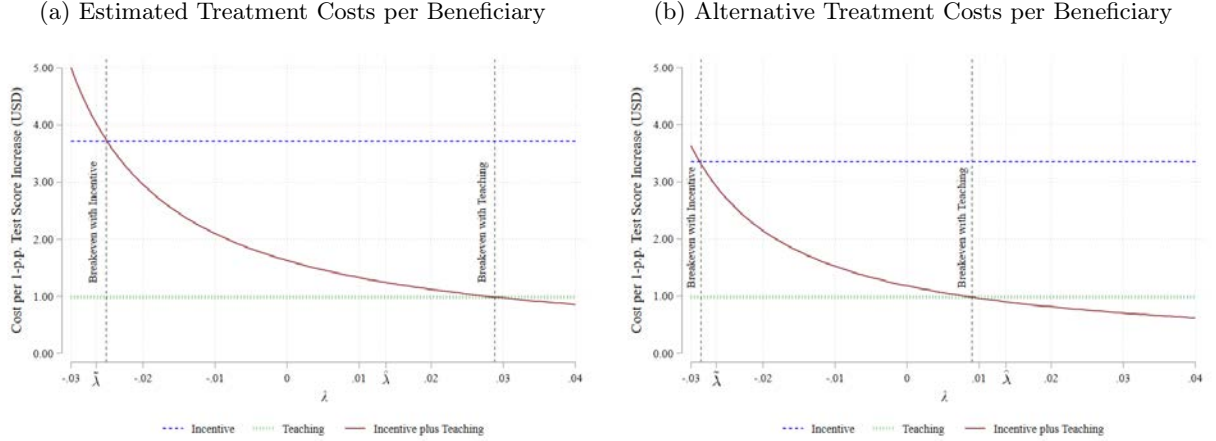 (a) Estimated Treatment Costs per Beneficiary
5.00
4.00
3.00
2.00
1.00
0.00
Cost per 1-p.p. Test Score Increase (USD)
Breakeven with Incentive
Breakeven with Teaching
-.03 λ̃ -.02 -.01 0 .01 λ̂ .02 .03 .04
λ
Incentive Teaching Incentive plus Teaching
(b) Alternative Treatment Costs per Beneficiary
5.00
4.00
3.00
2.00
1.00
0.00
Cost per 1-p.p. Test Score Increase (USD)
Breakeven with Incentive
Breakeven with Teaching
-.03 λ̃ -.02 -.01 0 .01 λ̂ .02 .03 .04
λ
Incentive Teaching Incentive plus Teaching